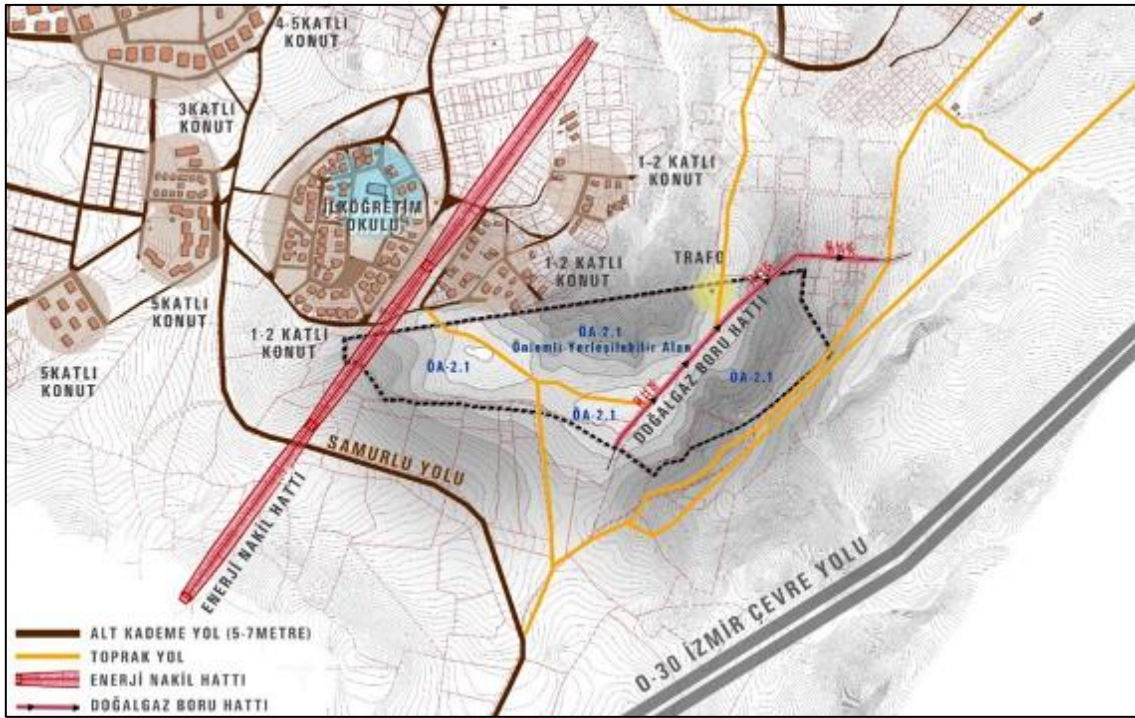 4-5KATLI
KONUT
3KATLI
KONUT
1-2 KATLI
KONUT
İLKÖĞRETİM
OKULU
TRAFO
1-2 KATLI
KONUT
5KATLI
KONUT
1-2 KATLI
KONUT
ÖA-2.1
Önlemli Yerleşilebilir Alan
5KATLI
KONUT
ÖA-2.1
ÖA-2.1
ÖA-2.1
DOĞALGAZ BORU HATTI
SAMURLU YOLU
ENERJİ NAKİL HATTI
O-30 İZMİR ÇEVRE YOLU
ALT KADEME YOL (5-7METRE)
TOPRAK YOL
ENERJİ NAKİL HATTI
DOĞALGAZ BORU HATTI